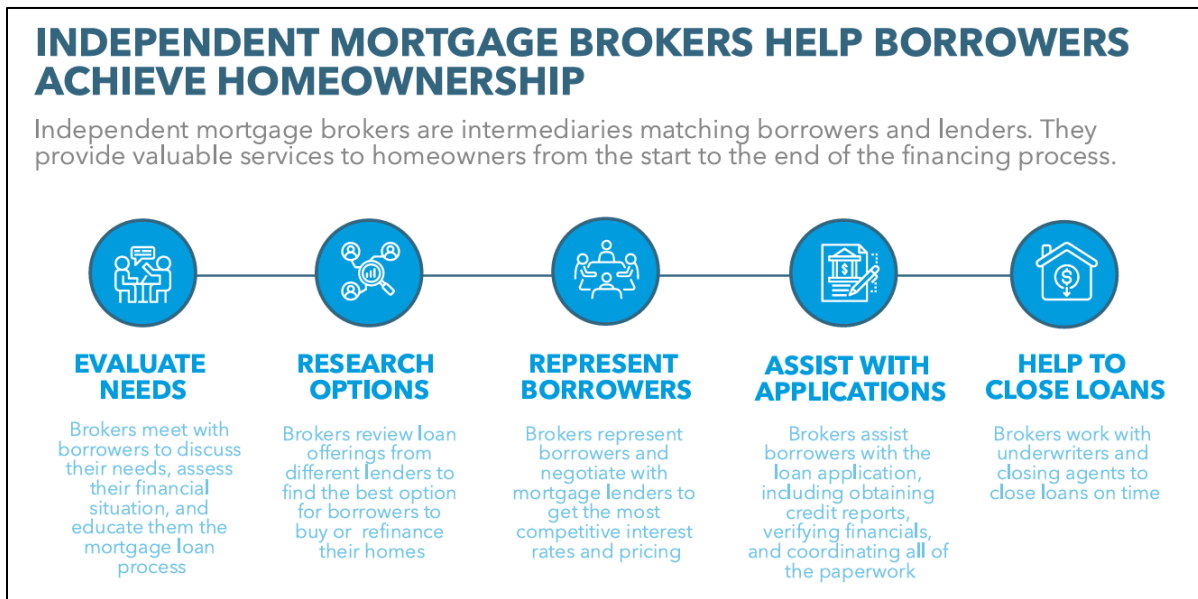 INDEPENDENT MORTGAGE BROKERS HELP BORROWERS
ACHIEVE HOMEOWNERSHIP
Independent mortgage brokers are intermediaries matching borrowers and lenders. They
provide valuable services to homeowners from the start to the end of the financing process.
EVALUATE
NEEDS
Brokers meet with
borrowers to discuss
their needs, assess
their financial
situation, and
educate them the
mortgage loan
process
RESEARCH
OPTIONS
Brokers review loan
offerings from
different lenders to
find the best option
for borrowers to
buy or refinance
their homes
REPRESENT
BORROWERS
Brokers represent
borrowers and
negotiate with
mortgage lenders to
get the most
competitive interest
rates and pricing
ASSIST WITH
APPLICATIONS
Brokers assist
borrowers with the
loan application,
including obtaining
credit reports,
verifying financials,
and coordinating all of
the paperwork
HELP TO
CLOSE LOANS
Brokers work with
underwriters and
closing agents to
close loans on time